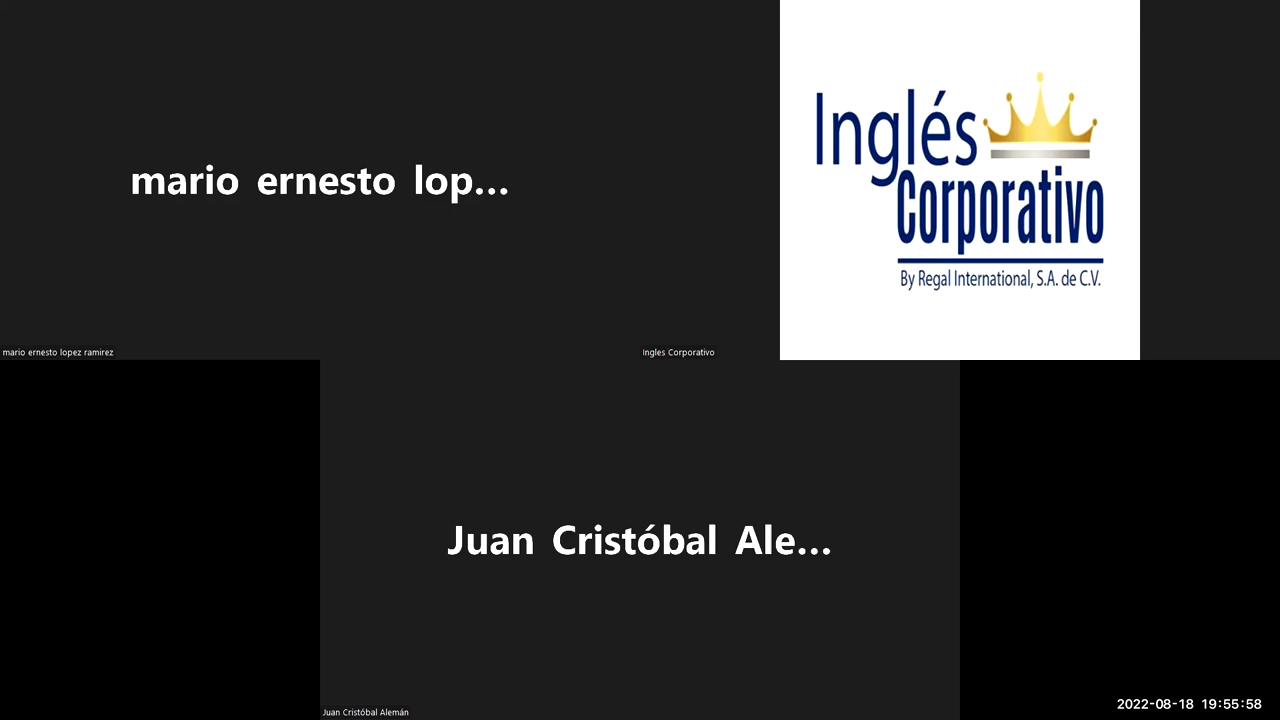 mario ernesto lop...
mario ernesto lopez ramirez
Inglés
Corporativo
By Regal International, S.A. de C.V.
Ingles Corporativo
Juan Cristóbal Ale...
Juan Cristóbal Alemán
2022-08-18 19:55:58